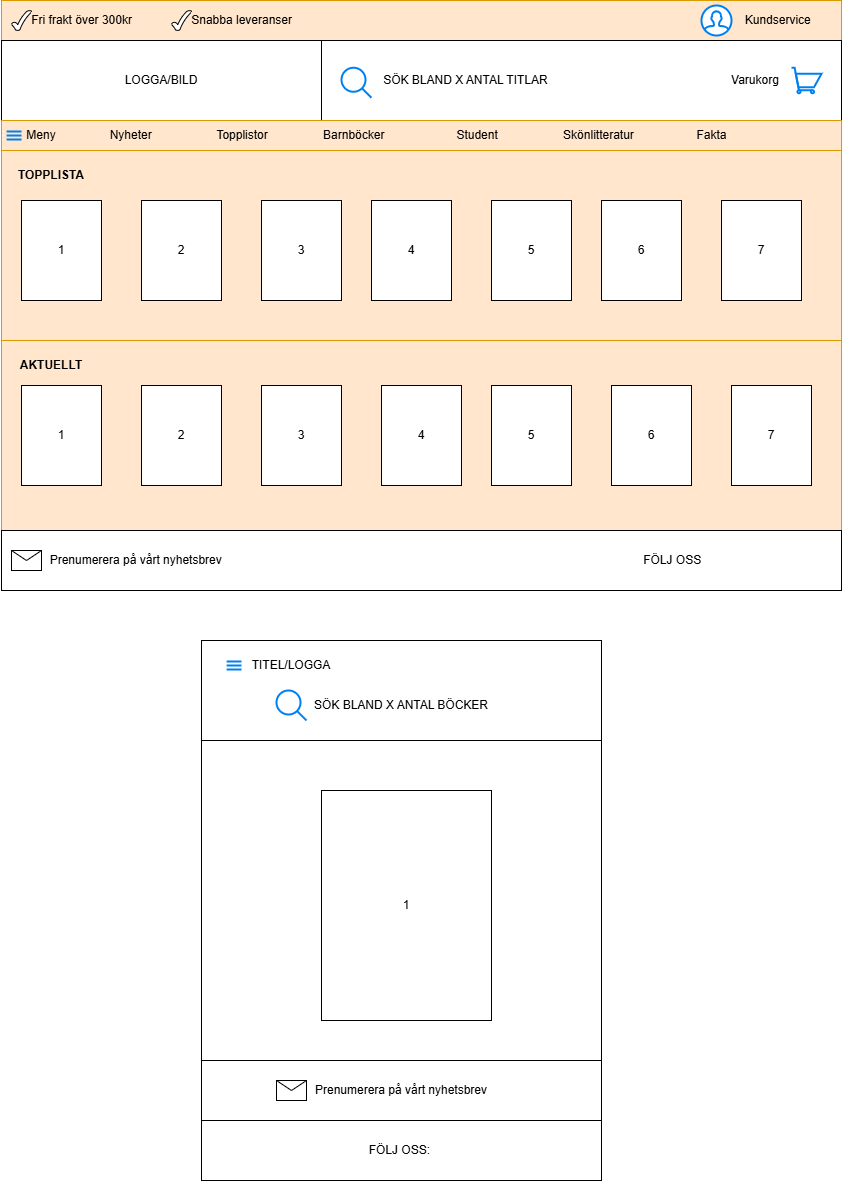 Fri frakt över 300kr
Snabba leveranser
Kundservice
LOGGA/BILD
SÖK BLAND X ANTAL TITLAR
Varukorg
Meny
Nyheter
Topplistor
Barnböcker
Student
Skönlitteratur
Fakta
TOPPLISTA
1
2
3
4
5
6
7
AKTUELLT
1
2
3
4
5
6
7
Prenumerera på vårt nyhetsbrev
FÖLJ OSS
TITEL/LOGGA
SÖK BLAND X ANTAL BÖCKER
1
Prenumerera på vårt nyhetsbrev
FÖLJ OSS: